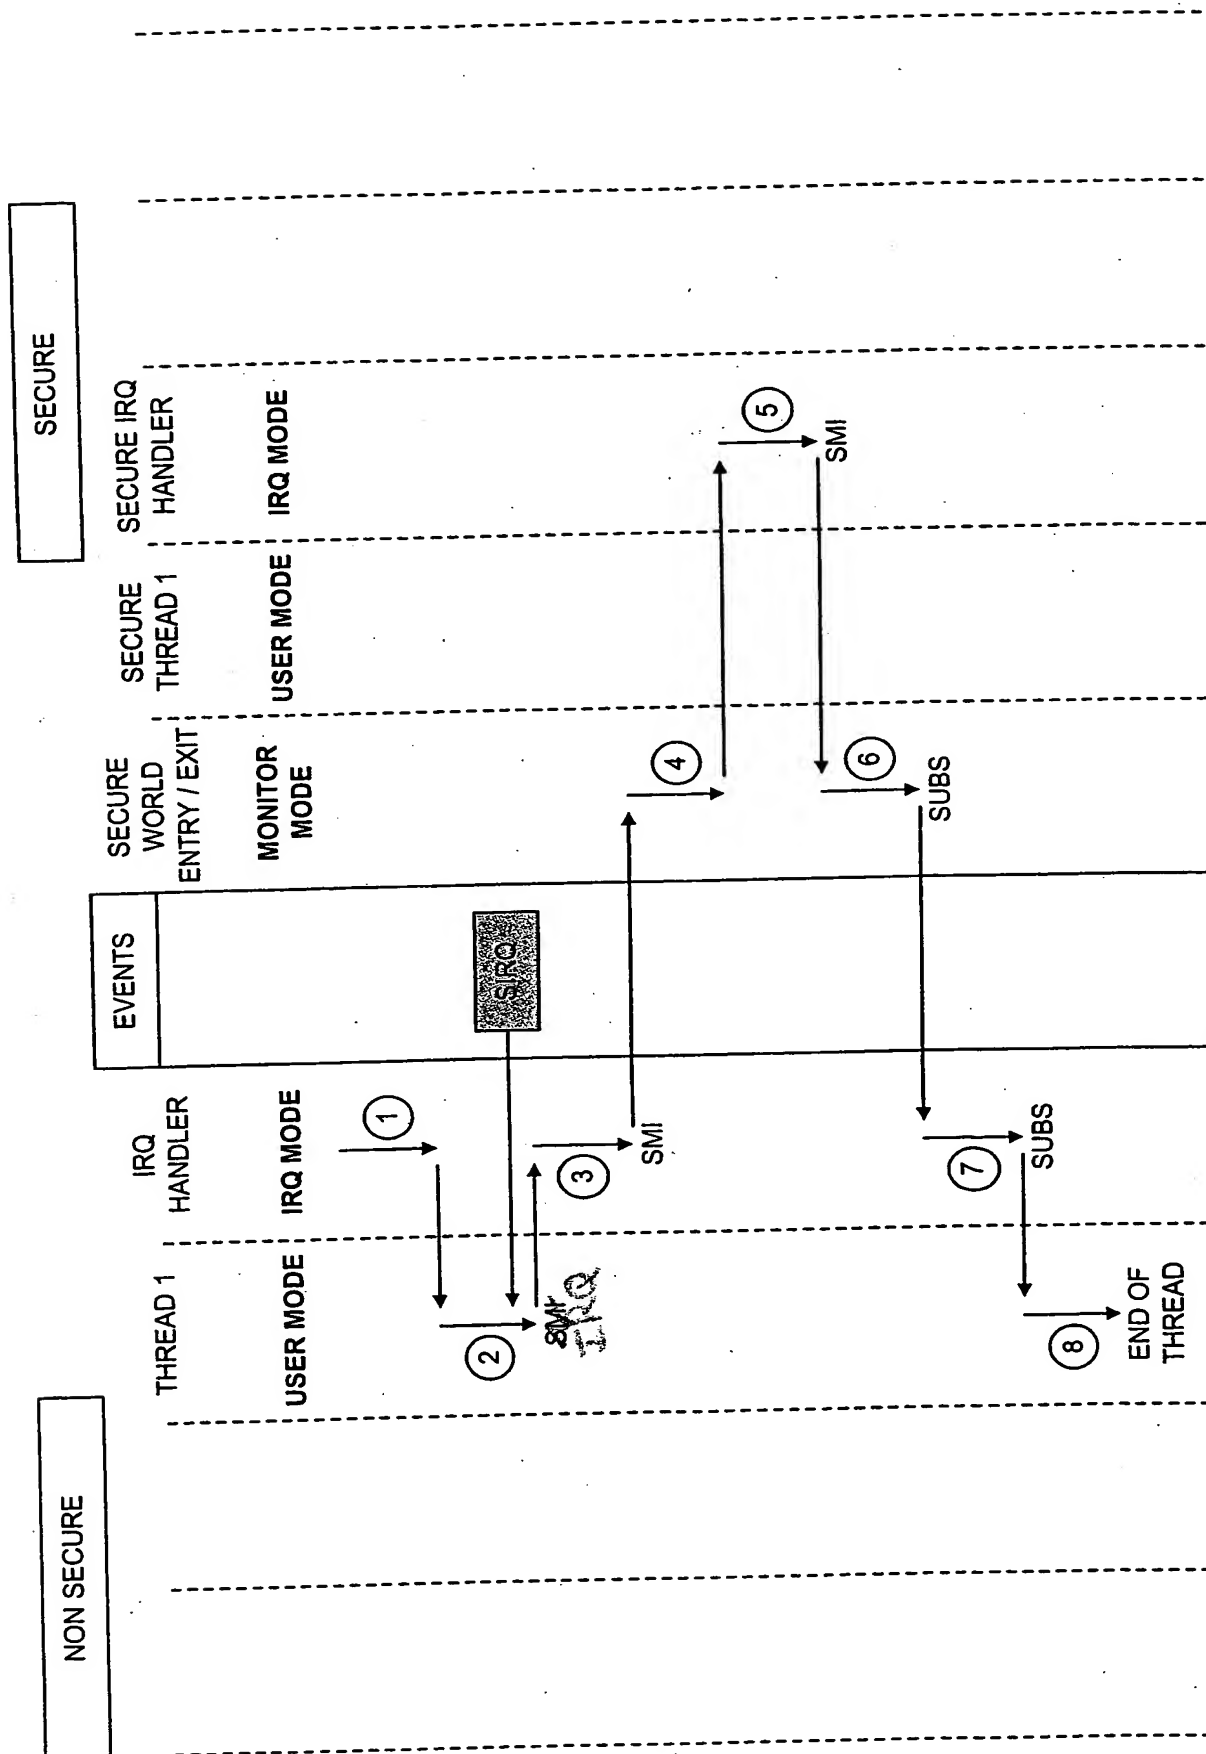 NON SECURE
SECURE
THREAD 1
USER MODE
IRQ
HANDLER
IRQ MODE
EVENTS
SECURE
WORLD
ENTRY / EXIT
MONITOR
MODE
SECURE
THREAD 1
USER MODE
SECURE IRQ
HANDLER
IRQ MODE
1
2
SMI
IRQ
SIRQ
3
SMI
4
5
SMI
6
SUBS
7
SUBS
8
END OF
THREAD